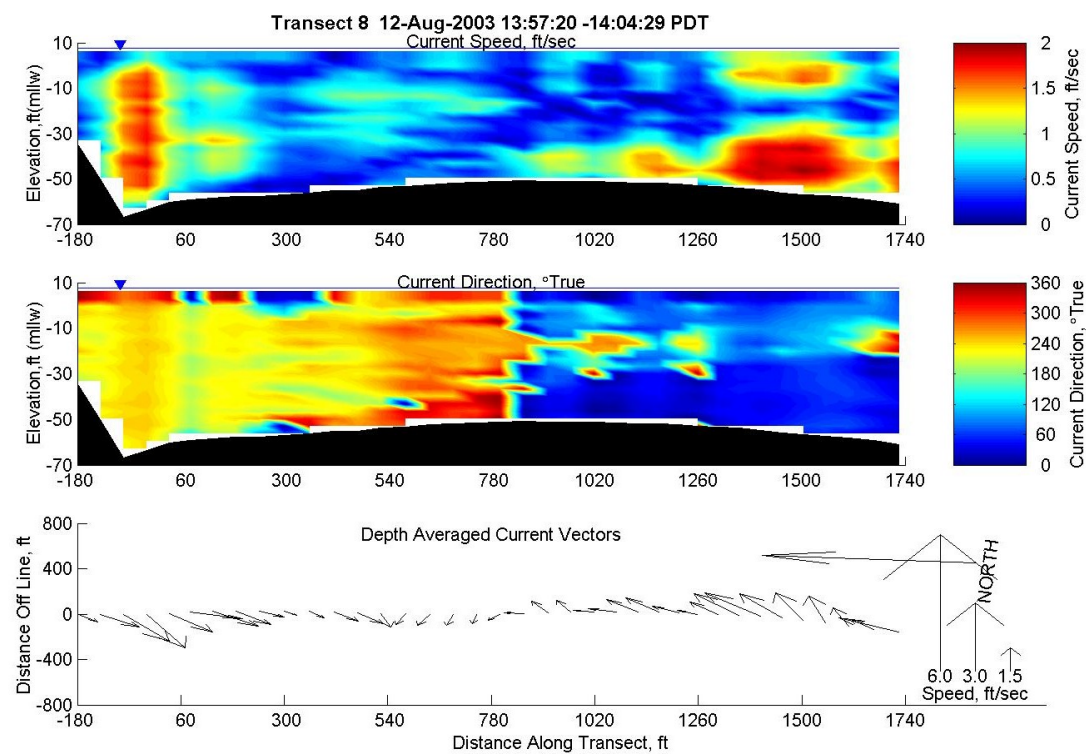 Transect 8 12-Aug-2003 13:57:20 -14:04:29 PDT
Current Speed, ft/sec
Elevation,ft(mllw)
10
-10
-30
-50
-70
-180 60 300 540 780 1020 1260 1500 1740
2
1.5
1
0.5
0
Current Speed, ft/sec
Current Direction, °True
Elevation,ft (mllw)
10
-10
-30
-50
-70
-180 60 300 540 780 1020 1260 1500 1740
360
300
240
180
120
60
0
Current Direction, °True
Depth Averaged Current Vectors
Distance Off Line, ft
800
400
0
-400
-800
NORTH
6.0 3.0 1.5
Speed, ft/sec
-180 60 300 540 780 1020 1260 1500 1740
Distance Along Transect, ft